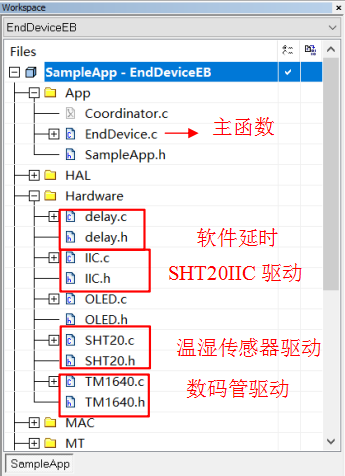 Workspace
EndDeviceEB
Files
SampleApp - EndDeviceEB
App
Coordinator.c
EndDevice.c 主函数
SampleApp.h
HAL
Hardware
delay.c
delay.h 软件延时
IIC.c
IIC.h SHT20IIC 驱动
OLED.c
OLED.h
SHT20.c
SHT20.h 温湿传感器驱动
TM1640.c
TM1640.h 数码管驱动
MAC
MT
SampleApp